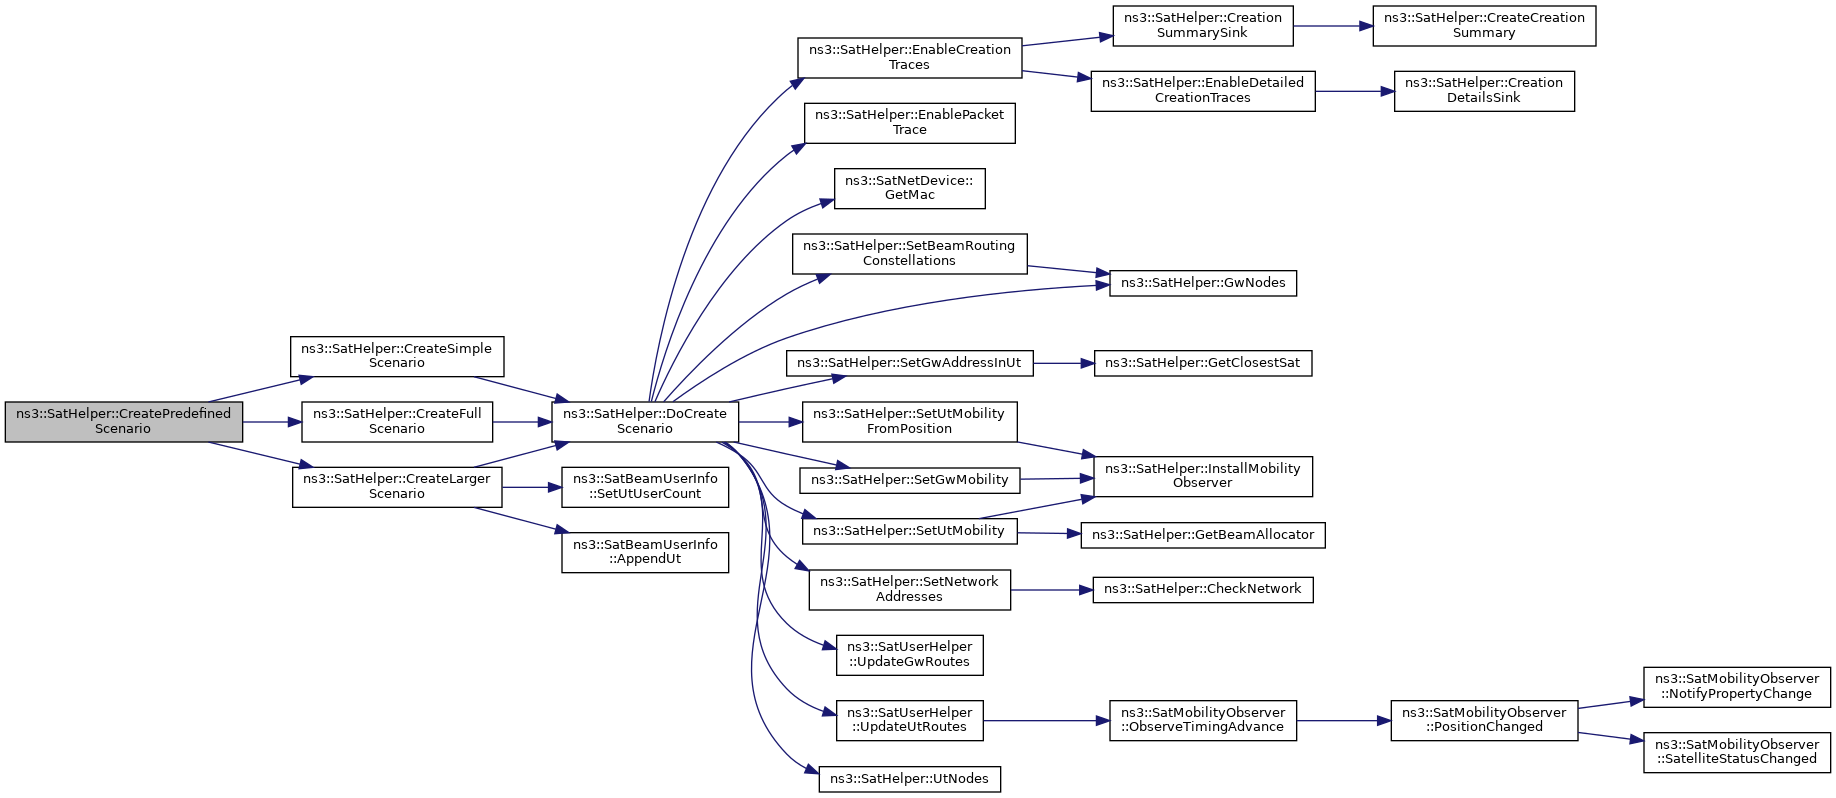 ns3::SatHelper::CreatePredefined
Scenario
ns3::SatHelper::CreateSimple
Scenario
ns3::SatHelper::CreateFull
Scenario
ns3::SatHelper::CreateLarger
Scenario
ns3::SatHelper::DoCreate
Scenario
ns3::SatBeamUserInfo
::SetUtUserCount
ns3::SatBeamUserInfo
::AppendUt
ns3::SatHelper::EnableCreation
Traces
ns3::SatHelper::EnablePacket
Trace
ns3::SatNetDevice::
GetMac
ns3::SatHelper::SetBeamRouting
Constellations
ns3::SatHelper::SetGwAddressInUt
ns3::SatHelper::SetUtMobility
FromPosition
ns3::SatHelper::SetGwMobility
ns3::SatHelper::SetUtMobility
ns3::SatHelper::SetNetwork
Addresses
ns3::SatUserHelper
::UpdateGwRoutes
ns3::SatUserHelper
::UpdateUtRoutes
ns3::SatHelper::UtNodes
ns3::SatHelper::Creation
SummarySink
ns3::SatHelper::EnableDetailed
CreationTraces
ns3::SatHelper::GwNodes
ns3::SatHelper::GetClosestSat
ns3::SatHelper::InstallMobility
Observer
ns3::SatHelper::GetBeamAllocator
ns3::SatHelper::CheckNetwork
ns3::SatMobilityObserver
::ObserveTimingAdvance
ns3::SatHelper::CreateCreation
Summary
ns3::SatHelper::Creation
DetailsSink
ns3::SatMobilityObserver
::PositionChanged
ns3::SatMobilityObserver
::NotifyPropertyChange
ns3::SatMobilityObserver
::SatelliteStatusChanged